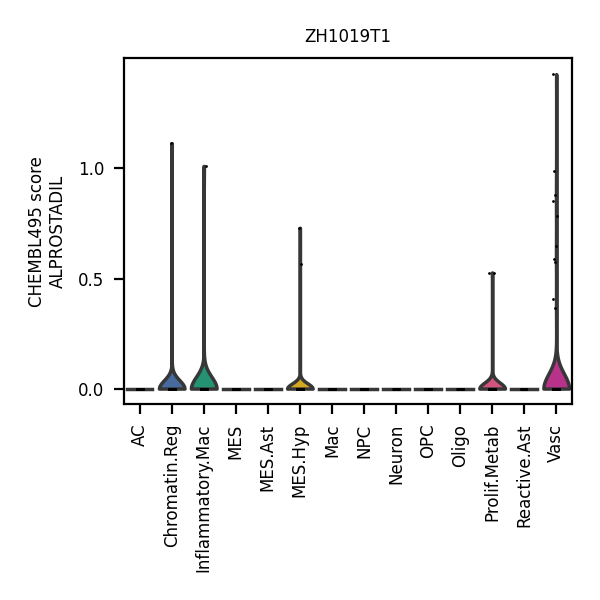 ZH1019T1
CHEMBL495 score
ALPROSTADIL
1.0
0.5
0.0
AC
Chromatin.Reg
Inflammatory.Mac
MES
MES.Ast
MES.Hyp
Mac
NPC
Neuron
OPC
Oligo
Prolif.Metab
Reactive.Ast
Vasc